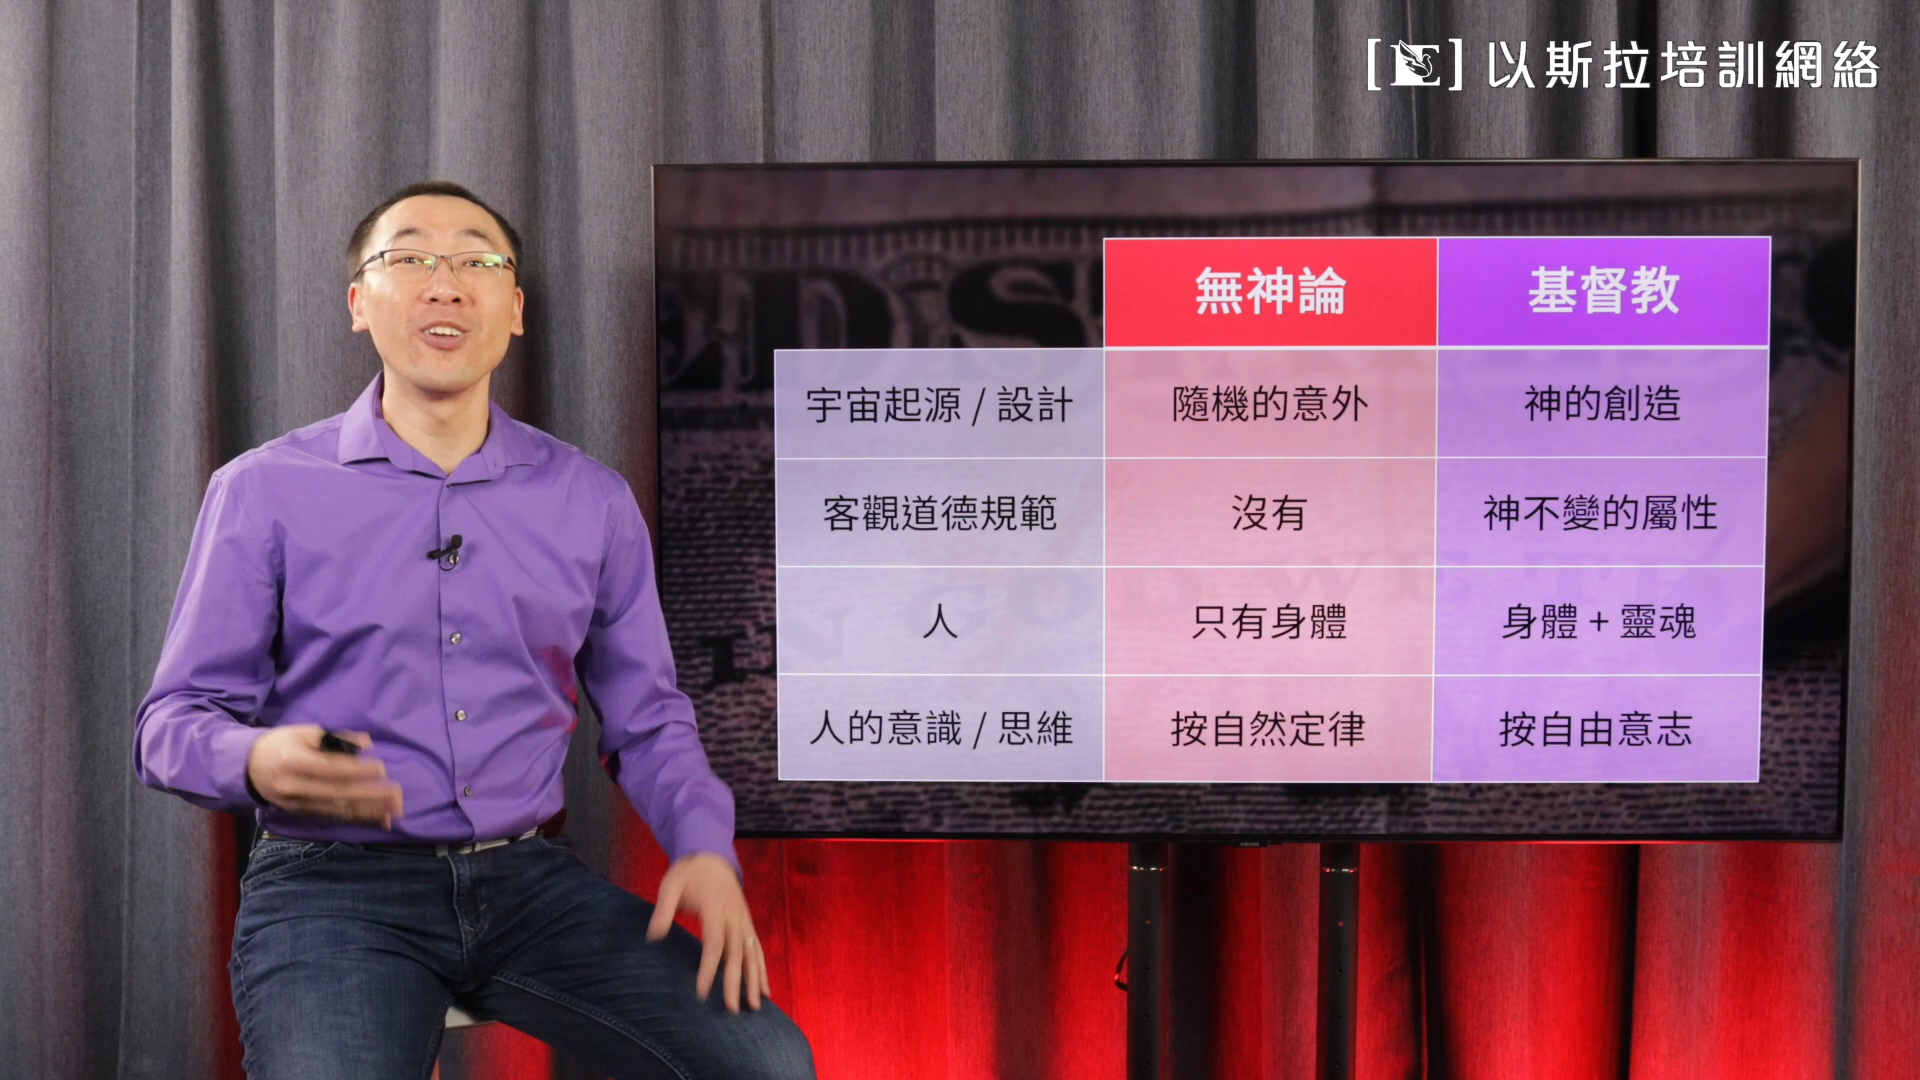 [E] 以斯拉培訓網絡
無神論 基督教
宇宙起源 / 設計 隨機的意外 神的創造
客觀道德規範 沒有 神不變的屬性
人 只有身體 身體 + 靈魂
人的意識 / 思維 按自然定律 按自由意志